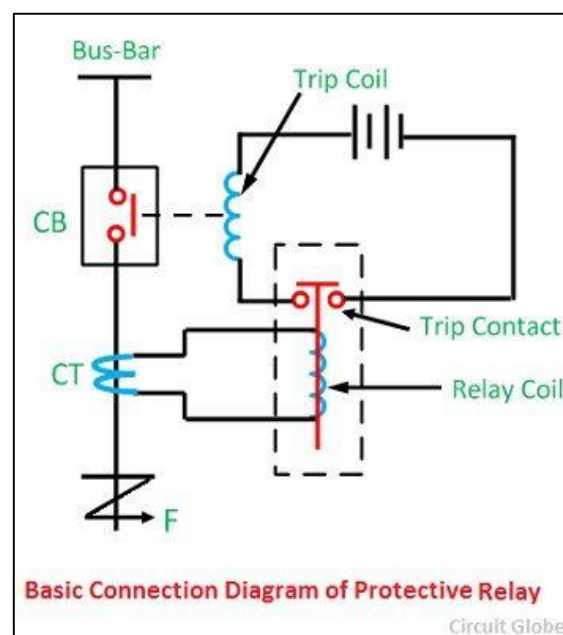 Bus-Bar
Trip Coil
CB
Trip Contact
CT
Relay Coil
F
Basic Connection Diagram of Protective Relay
Circuit Globe